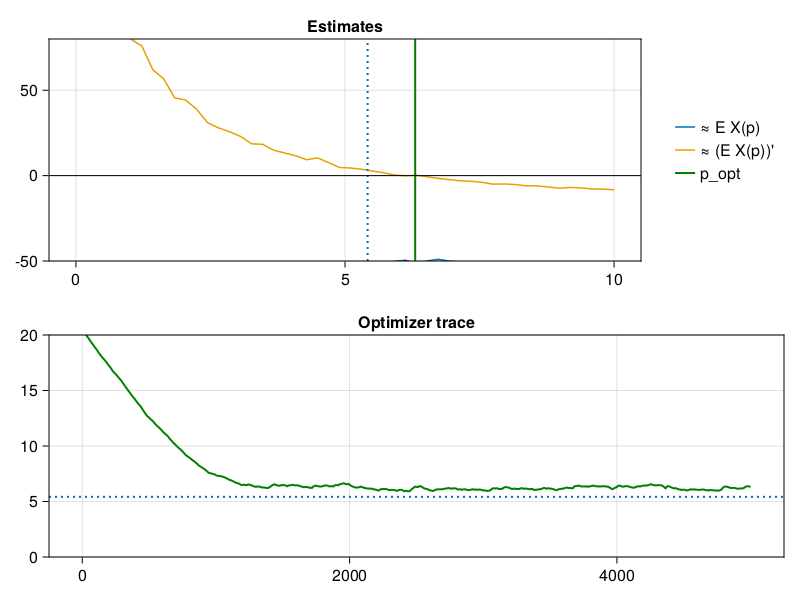 Estimates
50
0
-50
0 5 10
≈ E X(p)
≈ (E X(p))'
p_opt
Optimizer trace
20
15
10
5
0
0 2000 4000